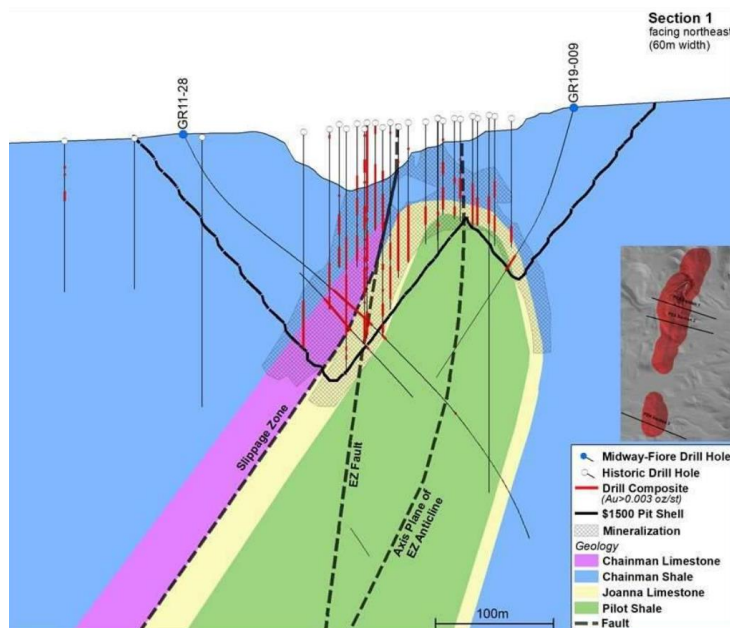 Section 1
facing northeast
(60m width)
GR11-28
GR19-009
Slippage Zone
EZ Fault
Axis Plane of
EZ Anticline
100m
Midway-Fiore Drill Hole
Historic Drill Hole
Drill Composite
(Au>0.003 oz/st)
$1500 Pit Shell
Mineralization
Geology
Chainman Limestone
Chainman Shale
Joanna Limestone
Pilot Shale
Fault